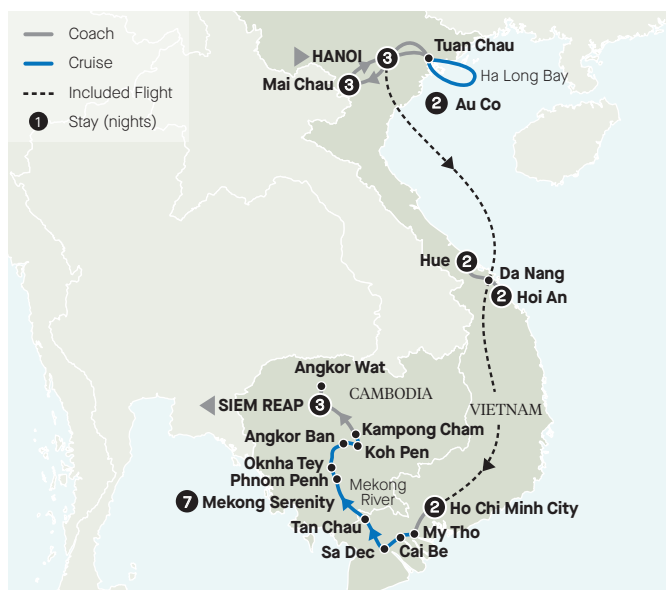 Coach
Cruise
Included Flight
1 Stay (nights)
HANOI 3
Tuan Chau
Ha Long Bay
Mai Chau 3
2 Au Co
Hue 2
Da Nang
2 Hoi An
Angkor Wat
CAMBODIA
SIEM REAP 3
VIETNAM
Kampong Cham
Angkor Ban
Koh Pen
Oknha Tey
Phnom Penh
Mekong
River
7 Mekong Serenity
2 Ho Chi Minh City
Tan Chau
My Tho
Sa Dec
Cai Be